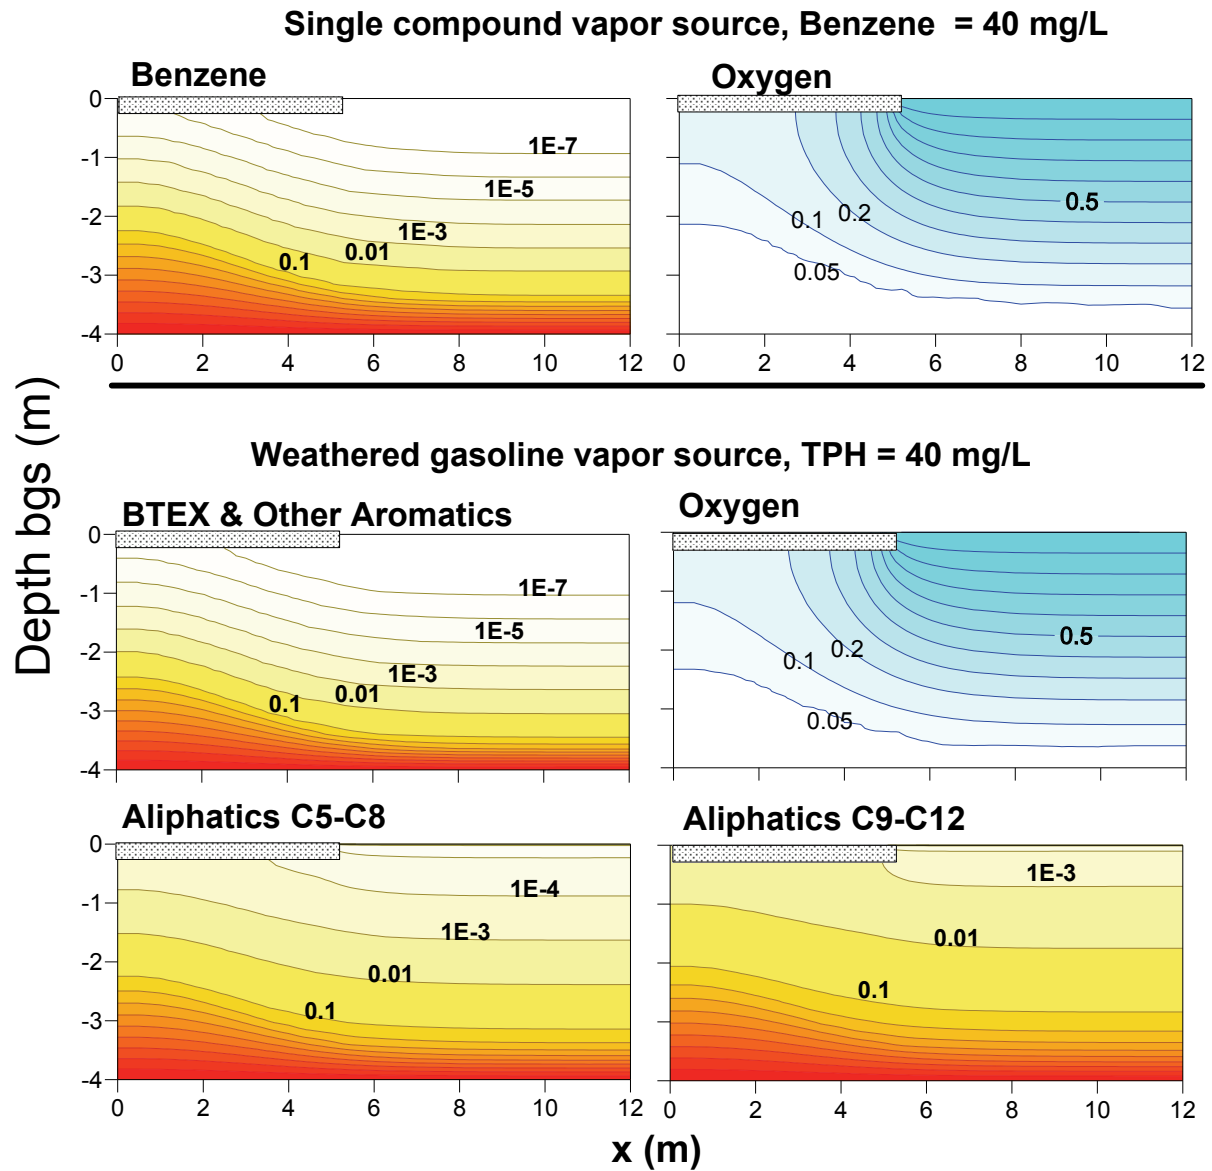 Single compound vapor source, Benzene = 40 mg/L
Benzene
Oxygen
0
-1
-2
-3
-4
1E-7
1E-5
1E-3
0.01
0.1
0.5
0.2
0.1
0.05
0 2 4 6 8 10 12
0 2 4 6 8 10 12
Depth bgs (m)
Weathered gasoline vapor source, TPH = 40 mg/L
BTEX & Other Aromatics
Oxygen
0
-1
-2
-3
-4
1E-7
1E-5
1E-3
0.01
0.1
0.5
0.2
0.1
0.05
Aliphatics C5-C8
Aliphatics C9-C12
0
-1
-2
-3
-4
1E-4
1E-3
0.01
0.1
1E-3
0.01
0.1
0 2 4 6 8 10 12
0 2 4 6 8 10 12
x (m)